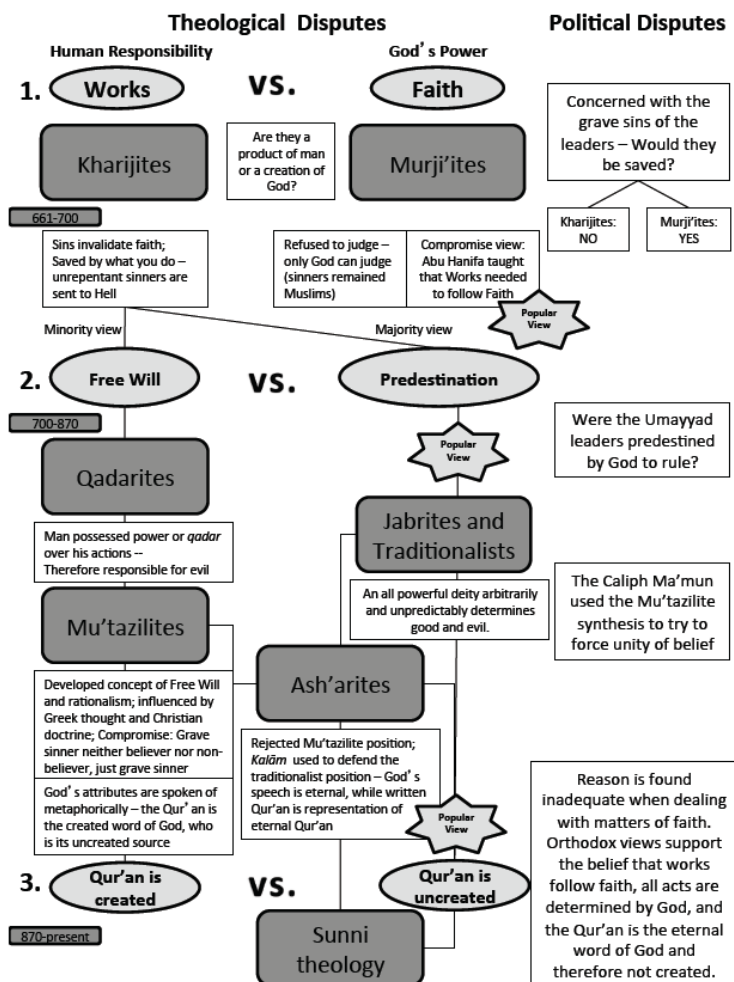 Theological Disputes
Political Disputes
Human Responsibility
God's Power
1. Works
vs.
Faith
Kharijites
Are they a
product of man
or a creation of
God?
Murji'ites
Concerned with the
grave sins of the
leaders – Would they
be saved?
Kharijites:
NO
Murji'ites:
YES
661-700
Sins invalidate faith;
Saved by what you do –
unrepentant sinners are
sent to Hell
Refused to judge –
only God can judge
(sinners remained
Muslims)
Compromise view:
Abu Hanifa taught
that Works needed
to follow Faith
Popular
View
Minority view
Majority view
2. Free Will
vs.
Predestination
700-870
Popular
View
Were the Umayyad
leaders predestined
by God to rule?
Qadarites
Jabrites and
Traditionalists
Man possessed power or qadar
over his actions --
Therefore responsible for evil
An all powerful deity arbitrarily
and unpredictably determines
good and evil.
The Caliph Ma'mun
used the Mu'tazilite
synthesis to try to
force unity of belief
Mu'tazilites
Ash'arites
Developed concept of Free Will
and rationalism; influenced by
Greek thought and Christian
doctrine; Compromise: Grave
sinner neither believer nor non-
believer, just grave sinner
God's attributes are spoken of
metaphorically – the Qur'an is
the created word of God, who
is its uncreated source
Rejected Mu'tazilite position;
Kalām used to defend the
traditionalist position – God's
speech is eternal, while written
Qur'an is representation of
eternal Qur'an
Popular
View
Reason is found
inadequate when dealing
with matters of faith.
Orthodox views support
the belief that works
follow faith, all acts are
determined by God, and
the Qur'an is the eternal
word of God and
therefore not created.
3. Qur'an is
created
vs.
Qur'an is
uncreated
870-present
Sunni
theology